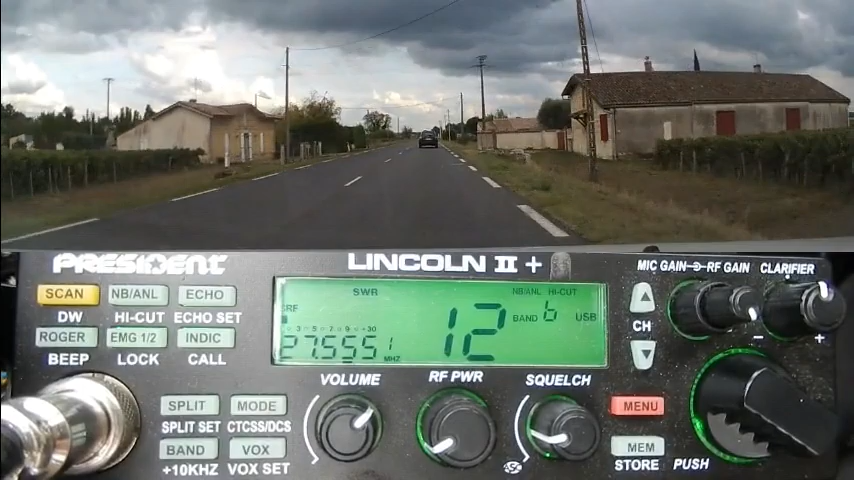 PRESIDENT LINCOLN II + MIC GAIN RF GAIN CLARIFIER
SCAN NB/ANL ECHO
DW HI-CUT ECHO SET
ROGER EMG 1/2 INDIC
BEEP LOCK CALL
SWR NB/ANL HI-CUT
12 BAND 6 USB
27.555 MHZ
CH
VOLUME RF PWR SQUELCH
SPLIT MODE
SPLIT SET CTCSS/DCS
BAND VOX
+10KHZ VOX SET
MENU
MEM
STORE PUSH
- +